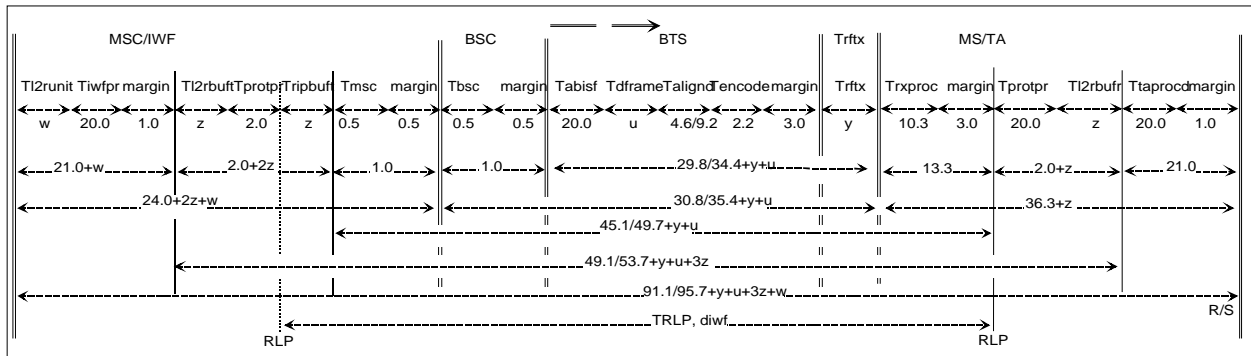 MSC/IWF BSC BTS Trftx MS/TA
Tl2runit Tiwfpr margin Tl2rbuft Tprotpr Tripbuft Tmsc margin Tbsc margin Tabisf Tdframe Talignd Tencode margin Trftx Trxproc margin Tprotpr Tl2rbufr Ttaprocd margin
w 20.0 1.0 z 2.0 z 0.5 0.5 0.5 0.5 20.0 u 4.6/9.2 2.2 3.0 y 10.3 3.0 20.0 z 20.0 1.0
21.0+w 2.0+2z 1.0 1.0 29.8/34.4+y+u 13.3 2.0+z 21.0
24.0+2z+w 30.8/35.4+y+u 36.3+z
45.1/49.7+y+u
49.1/53.7+y+u+3z
91.1/95.7+y+u+3z+w
R/S
TRLP, diwf
RLP RLP